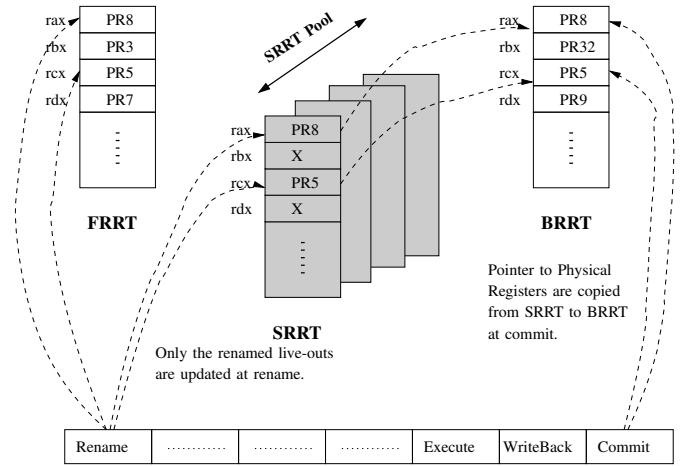 rax PR8
rbx PR3
rcx PR5
rdx PR7
FRRT
SRRT Pool
rax PR8
rbx X
rcx PR5
rdx X
SRRT
Only the renamed live-outs
are updated at rename.
rax PR8
rbx PR32
rcx PR5
rdx PR9
BRRT
Pointer to Physical
Registers are copied
from SRRT to BRRT
at commit.
Rename ............ ............ ............ Execute WriteBack Commit